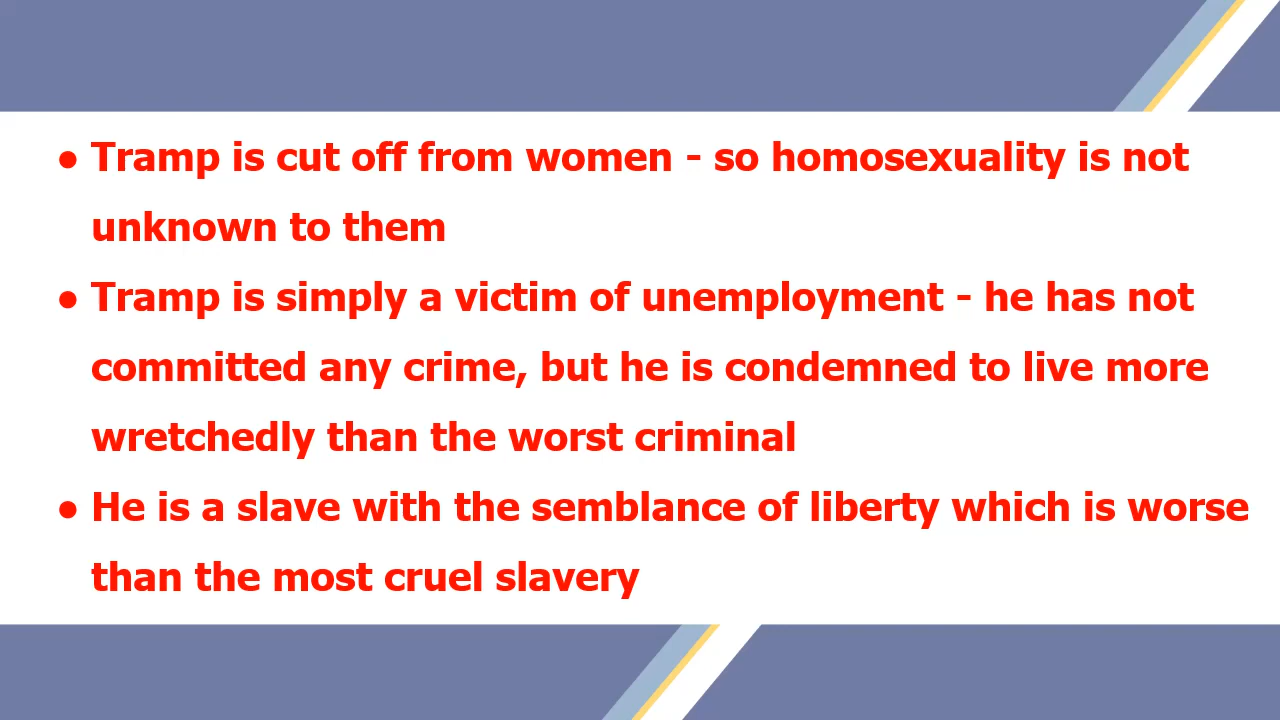 ● Tramp is cut off from women - so homosexuality is not
unknown to them
● Tramp is simply a victim of unemployment - he has not
committed any crime, but he is condemned to live more
wretchedly than the worst criminal
● He is a slave with the semblance of liberty which is worse
than the most cruel slavery